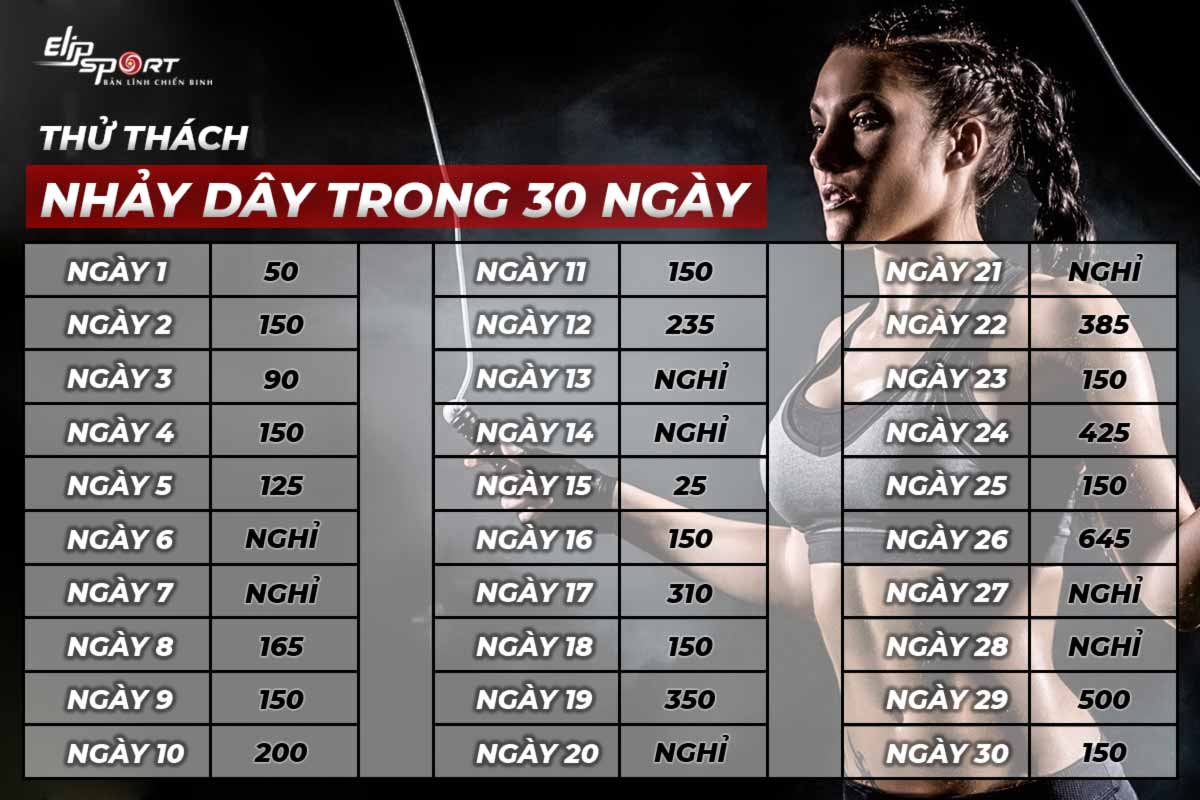 Elipsport
BẢN LĨNH CHIẾN BINH
THỬ THÁCH
NHẢY DÂY TRONG 30 NGÀY
NGÀY 1 50
NGÀY 2 150
NGÀY 3 90
NGÀY 4 150
NGÀY 5 125
NGÀY 6 NGHỈ
NGÀY 7 NGHỈ
NGÀY 8 165
NGÀY 9 150
NGÀY 10 200
NGÀY 11 150
NGÀY 12 235
NGÀY 13 NGHỈ
NGÀY 14 NGHỈ
NGÀY 15 25
NGÀY 16 150
NGÀY 17 310
NGÀY 18 150
NGÀY 19 350
NGÀY 20 NGHỈ
NGÀY 21 NGHỈ
NGÀY 22 385
NGÀY 23 150
NGÀY 24 425
NGÀY 25 150
NGÀY 26 645
NGÀY 27 NGHỈ
NGÀY 28 NGHỈ
NGÀY 29 500
NGÀY 30 150